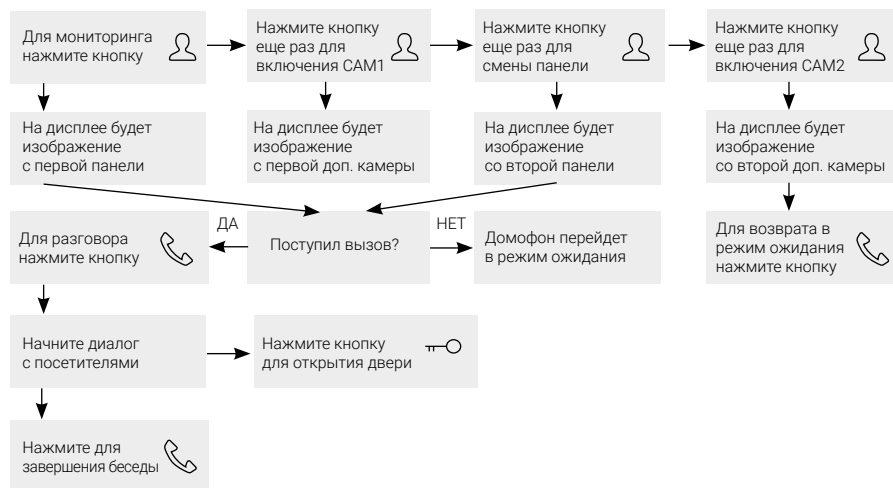 Для мониторинга
нажмите кнопку
Нажмите кнопку
еще раз для
включения CAM1
Нажмите кнопку
еще раз для
смены панели
Нажмите кнопку
еще раз для
включения CAM2
На дисплее будет
изображение
с первой панели
На дисплее будет
изображение
с первой доп. камеры
На дисплее будет
изображение
со второй панели
На дисплее будет
изображение
со второй доп. камеры
Для разговора
нажмите кнопку
ДА
Поступил вызов?
НЕТ
Домофон перейдет
в режим ожидания
Для возврата в
режим ожидания
нажмите кнопку
Начните диалог
с посетителями
Нажмите кнопку
для открытия двери
Нажмите для
завершения беседы